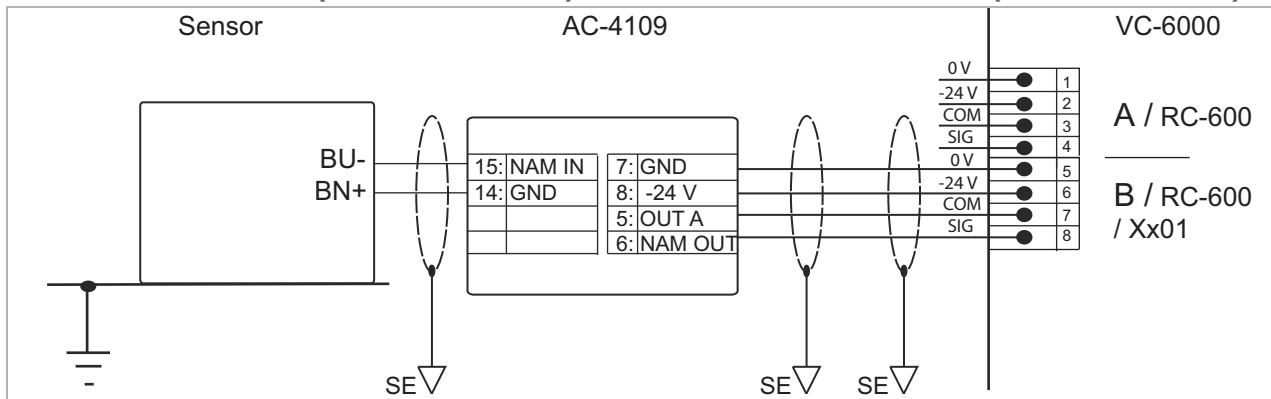 Sensor
AC-4109
VC-6000
BU-
BN+
15: NAM IN
14: GND
7: GND
8: -24 V
5: OUT A
6: NAM OUT
0 V 1
-24 V 2
COM 3
SIG 4
0 V 5
-24 V 6
COM 7
SIG 8
A / RC-600
B / RC-600
/ Xx01
SE
SE
SE